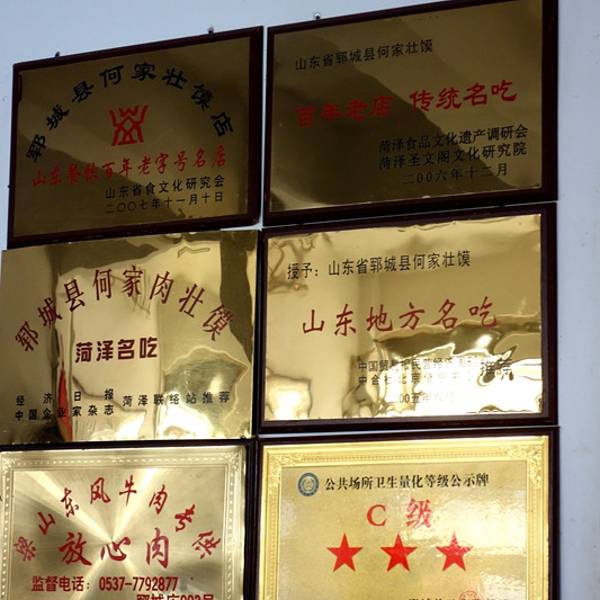 郓城县何家壮馍店
山东餐饮百年老字号名店
山东省食文化研究会
二〇〇七年十一月十日
山东省郓城县何家壮馍
百年老店 传统名吃
菏泽食品文化遗产调研会
菏泽圣文阁文化研究院
二〇〇六年十二月
郓城县何家肉壮馍
菏泽名吃
经济日报
中国企业家杂志
菏泽联络站推荐
授予：山东省郓城县何家壮馍
山东地方名吃
梁山东风牛肉专供
放心肉
监督电话：0537-7792877
公共场所卫生量化等级公示牌
C级